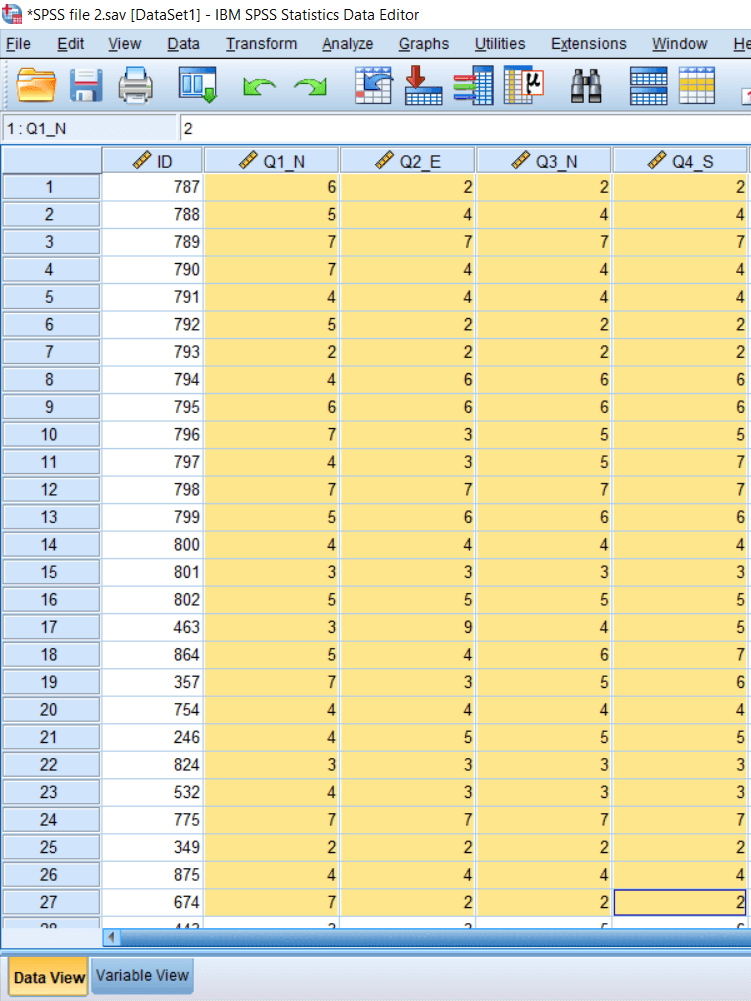 *SPSS file 2.sav [DataSet1] - IBM SPSS Statistics Data Editor
File Edit View Data Transform Analyze Graphs Utilities Extensions Window He
μ
1 : Q1_N 2
ID Q1_N Q2_E Q3_N Q4_S
1 787 6 2 2 2
2 788 5 4 4 4
3 789 7 7 7 7
4 790 7 4 4 4
5 791 4 4 4 4
6 792 5 2 2 2
7 793 2 2 2 2
8 794 4 6 6 6
9 795 6 6 6 6
10 796 7 3 5 5
11 797 4 3 5 7
12 798 7 7 7 7
13 799 5 6 6 6
14 800 4 4 4 4
15 801 3 3 3 3
16 802 5 5 5 5
17 463 3 9 4 5
18 864 5 4 6 7
19 357 7 3 5 6
20 754 4 4 4 4
21 246 4 5 5 5
22 824 3 3 3 3
23 532 4 3 3 3
24 775 7 7 7 7
25 349 2 2 2 2
26 875 4 4 4 4
27 674 7 2 2 2
Data View Variable View